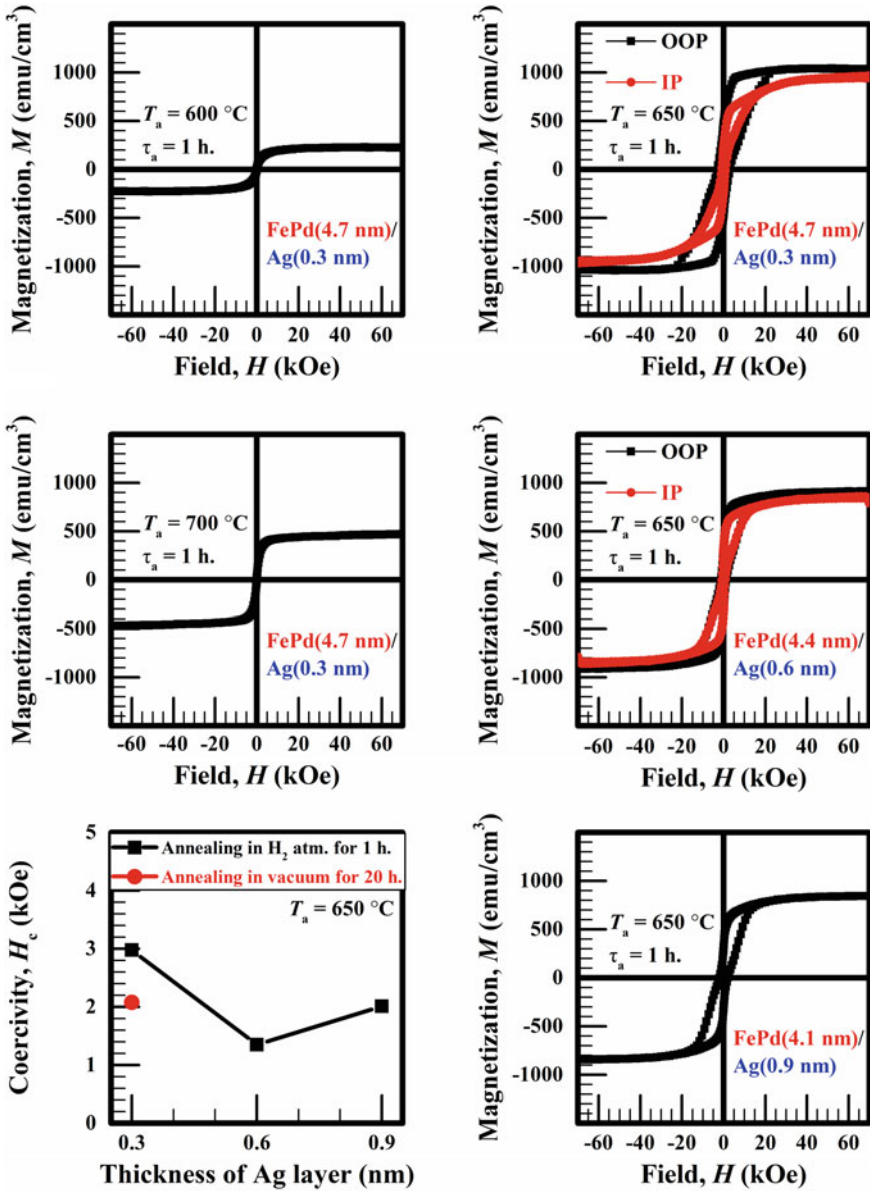 Magnetization, M (emu/cm³)
1000
500
0
-500
-1000
Tₐ = 600 °C
τₐ = 1 h.
FePd(4.7 nm)/
Ag(0.3 nm)
-60 -40 -20 0 20 40 60
Field, H (kOe)
Magnetization, M (emu/cm³)
1000
500
0
-500
-1000
OOP
IP
Tₐ = 650 °C
τₐ = 1 h.
FePd(4.7 nm)/
Ag(0.3 nm)
-60 -40 -20 0 20 40 60
Field, H (kOe)
Magnetization, M (emu/cm³)
1000
500
0
-500
-1000
Tₐ = 700 °C
τₐ = 1 h.
FePd(4.7 nm)/
Ag(0.3 nm)
-60 -40 -20 0 20 40 60
Field, H (kOe)
Magnetization, M (emu/cm³)
1000
500
0
-500
-1000
OOP
IP
Tₐ = 650 °C
τₐ = 1 h.
FePd(4.4 nm)/
Ag(0.6 nm)
-60 -40 -20 0 20 40 60
Field, H (kOe)
Coercivity, H_c (kOe)
5
4
3
2
1
0
Annealing in H₂ atm. for 1 h.
Annealing in vacuum for 20 h.
Tₐ = 650 °C
0.3 0.6 0.9
Thickness of Ag layer (nm)
Magnetization, M (emu/cm³)
1000
500
0
-500
-1000
Tₐ = 650 °C
τₐ = 1 h.
FePd(4.1 nm)/
Ag(0.9 nm)
-60 -40 -20 0 20 40 60
Field, H (kOe)